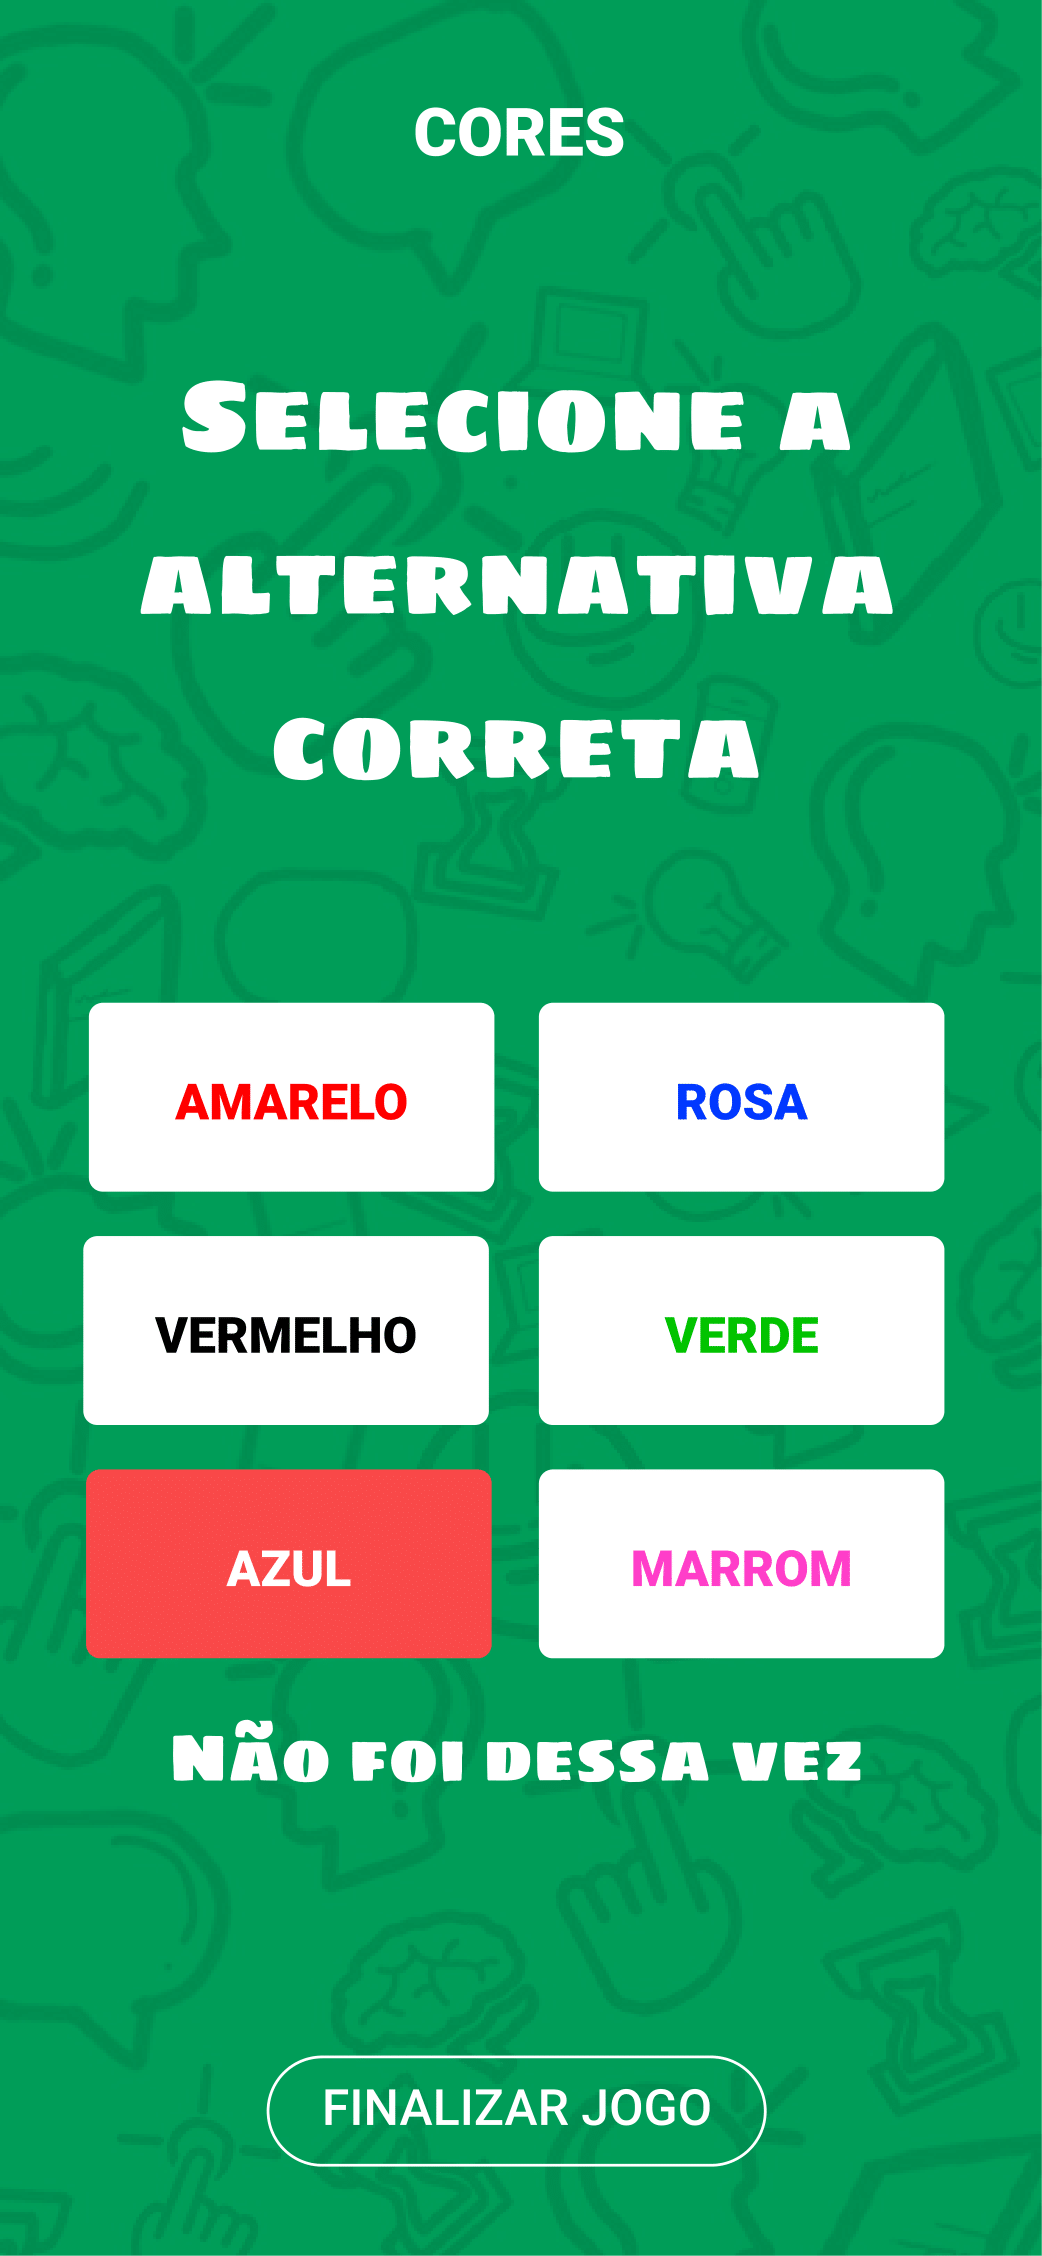 CORES
SELECIONE A
ALTERNATIVA
CORRETA
AMARELO
ROSA
VERMELHO
VERDE
AZUL
MARROM
NÃO FOI DESSA VEZ
FINALIZAR JOGO